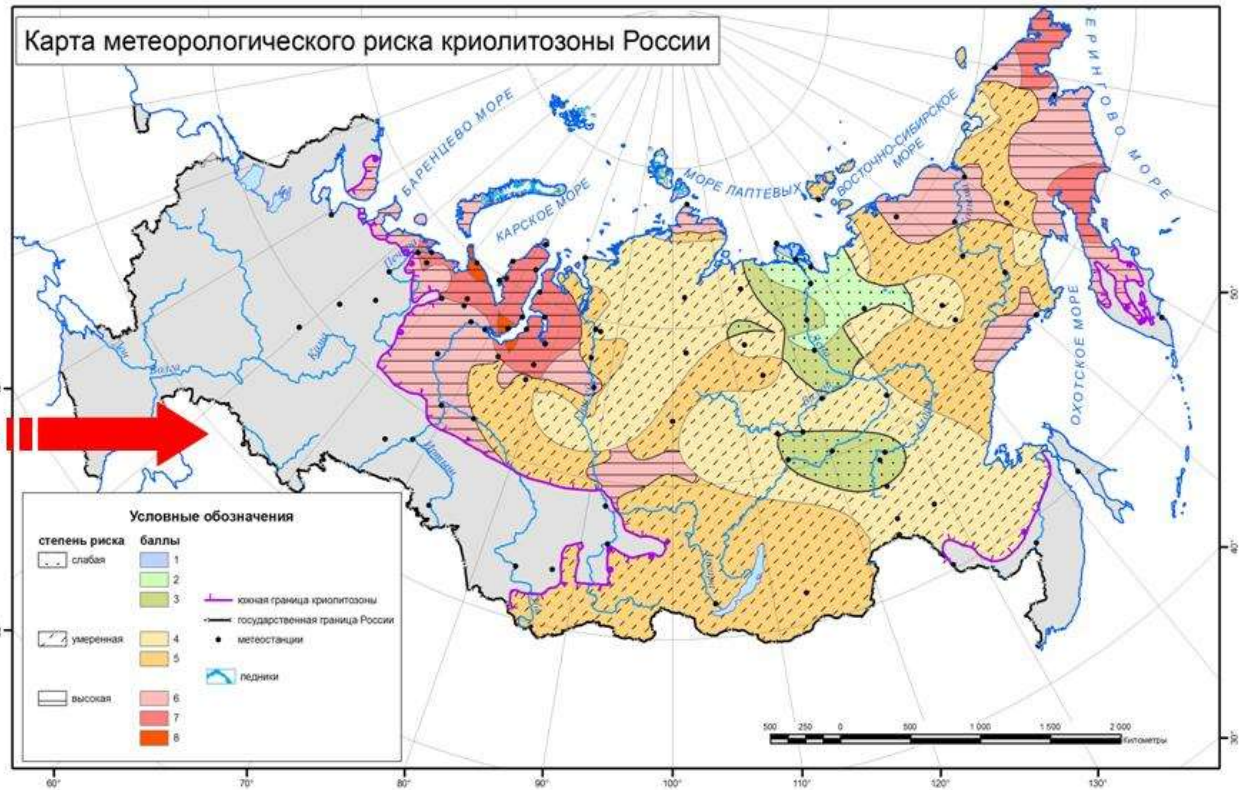 Карта метеорологического риска криолитозоны России
БАРЕНЦЕВО МОРЕ
КАРСКОЕ МОРЕ
МОРЕ ЛАПТЕВЫХ
ВОСТОЧНО-СИБИРСКОЕ
МОРЕ
БЕРИНГОВО МОРЕ
ОХОТСКОЕ МОРЕ
Печора
Кама
Волга
Дон
Иртыш
Лена
50°
40°
30°
Условные обозначения
степень риска
баллы
слабая
1
2
3
умеренная
4
5
высокая
6
7
8
южная граница криолитозоны
государственная граница России
метеостанции
ледники
500 250 0 500 1 000 1 500 2 000
Километры
60° 70° 80° 90° 100° 110° 120° 130°